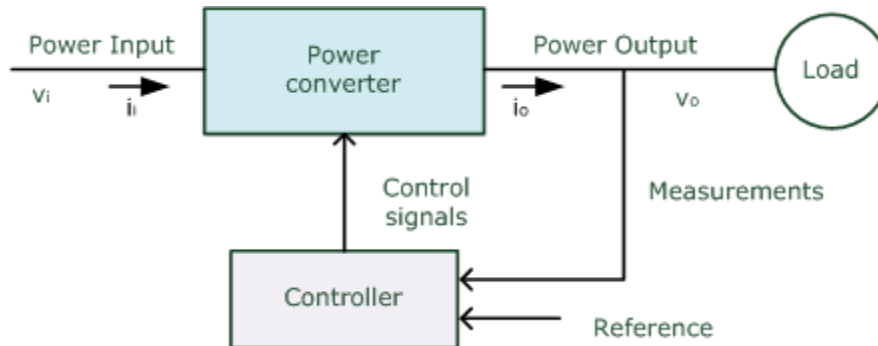 Power Input
Power
converter
Power Output
Load
vi
ii
io
vo
Control
signals
Measurements
Controller
Reference